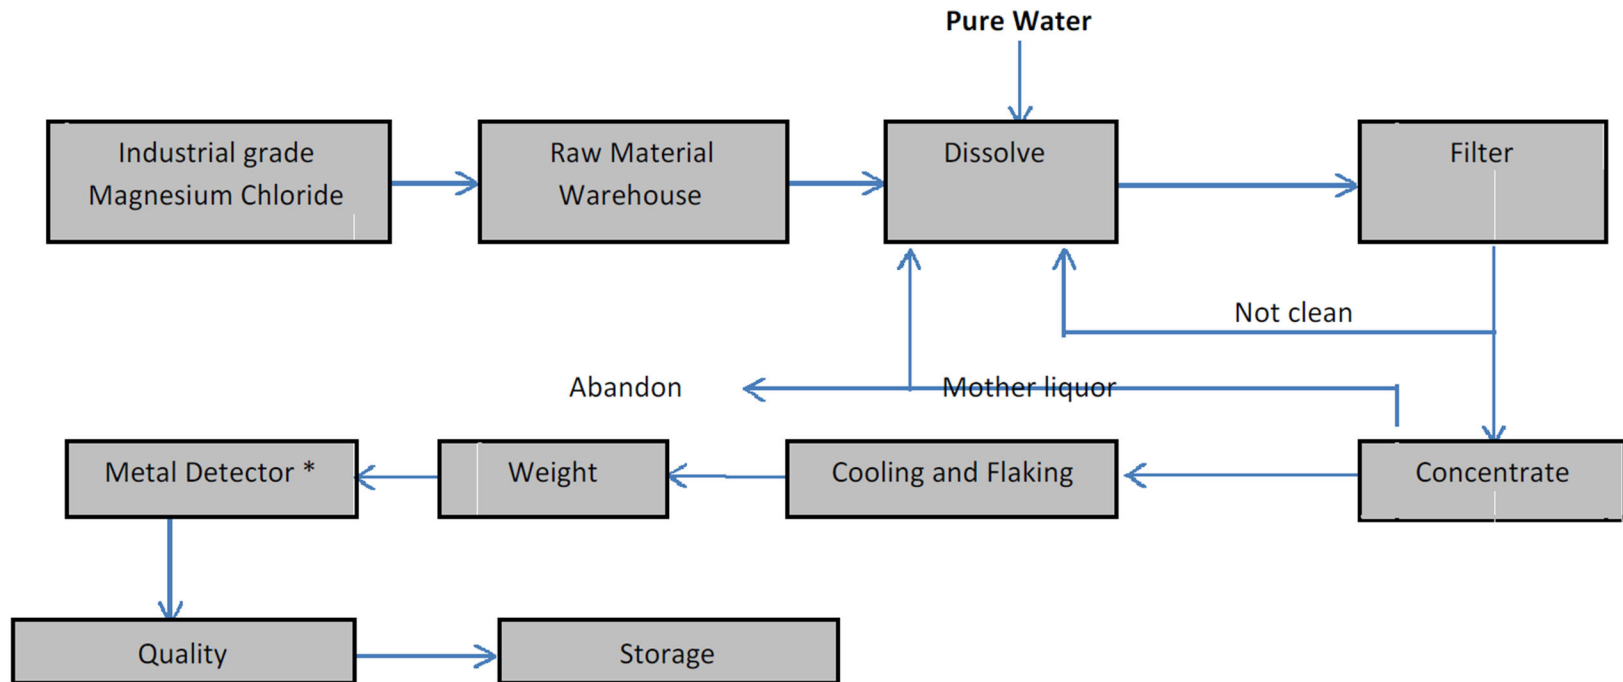 Pure Water
Industrial grade
Magnesium Chloride
Raw Material
Warehouse
Dissolve
Filter
Not clean
Abandon
Mother liquor
Metal Detector *
Weight
Cooling and Flaking
Concentrate
Quality
Storage